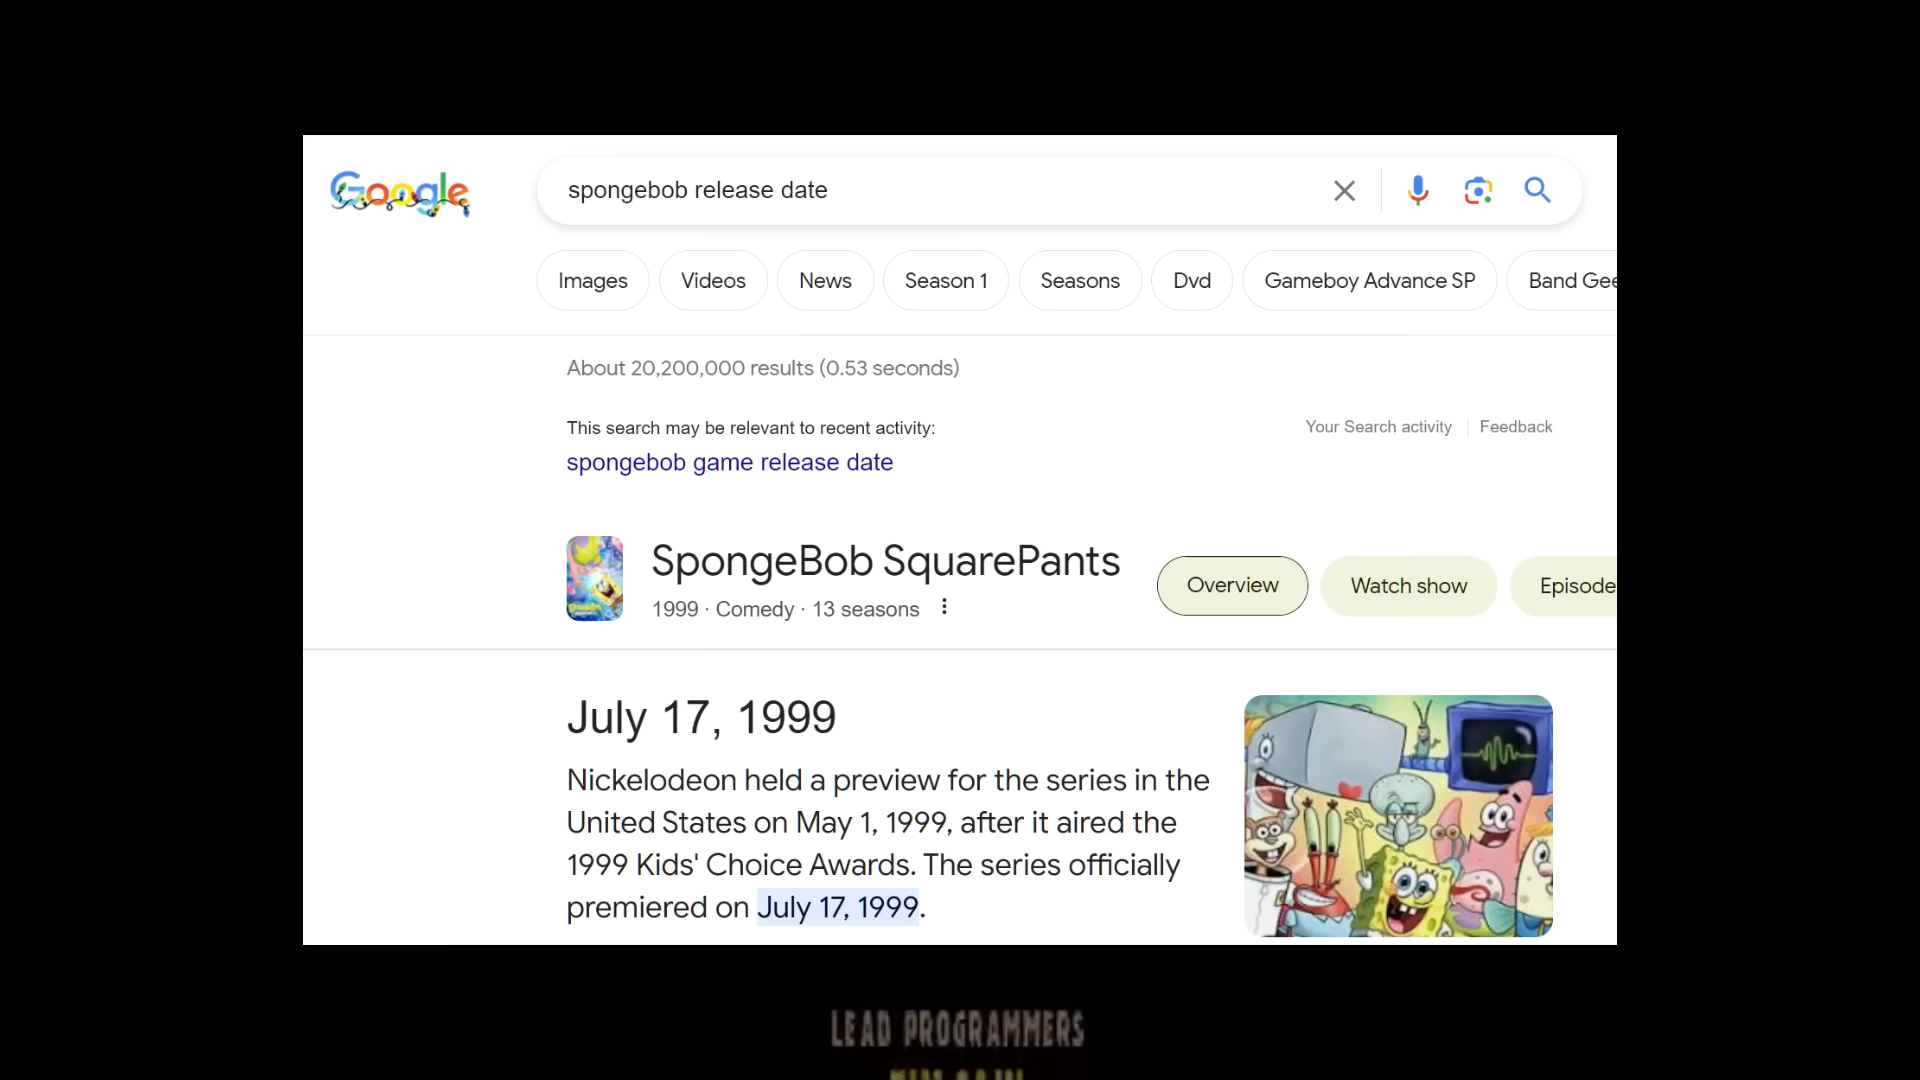 Google
spongebob release date
Images Videos News Season 1 Seasons Dvd Gameboy Advance SP Band Gee
About 20,200,000 results (0.53 seconds)
This search may be relevant to recent activity: Your Search activity Feedback
spongebob game release date
SpongeBob SquarePants
1999 · Comedy · 13 seasons
Overview Watch show Episode
July 17, 1999
Nickelodeon held a preview for the series in the
United States on May 1, 1999, after it aired the
1999 Kids' Choice Awards. The series officially
premiered on July 17, 1999.
LEAD PROGRAMMERS